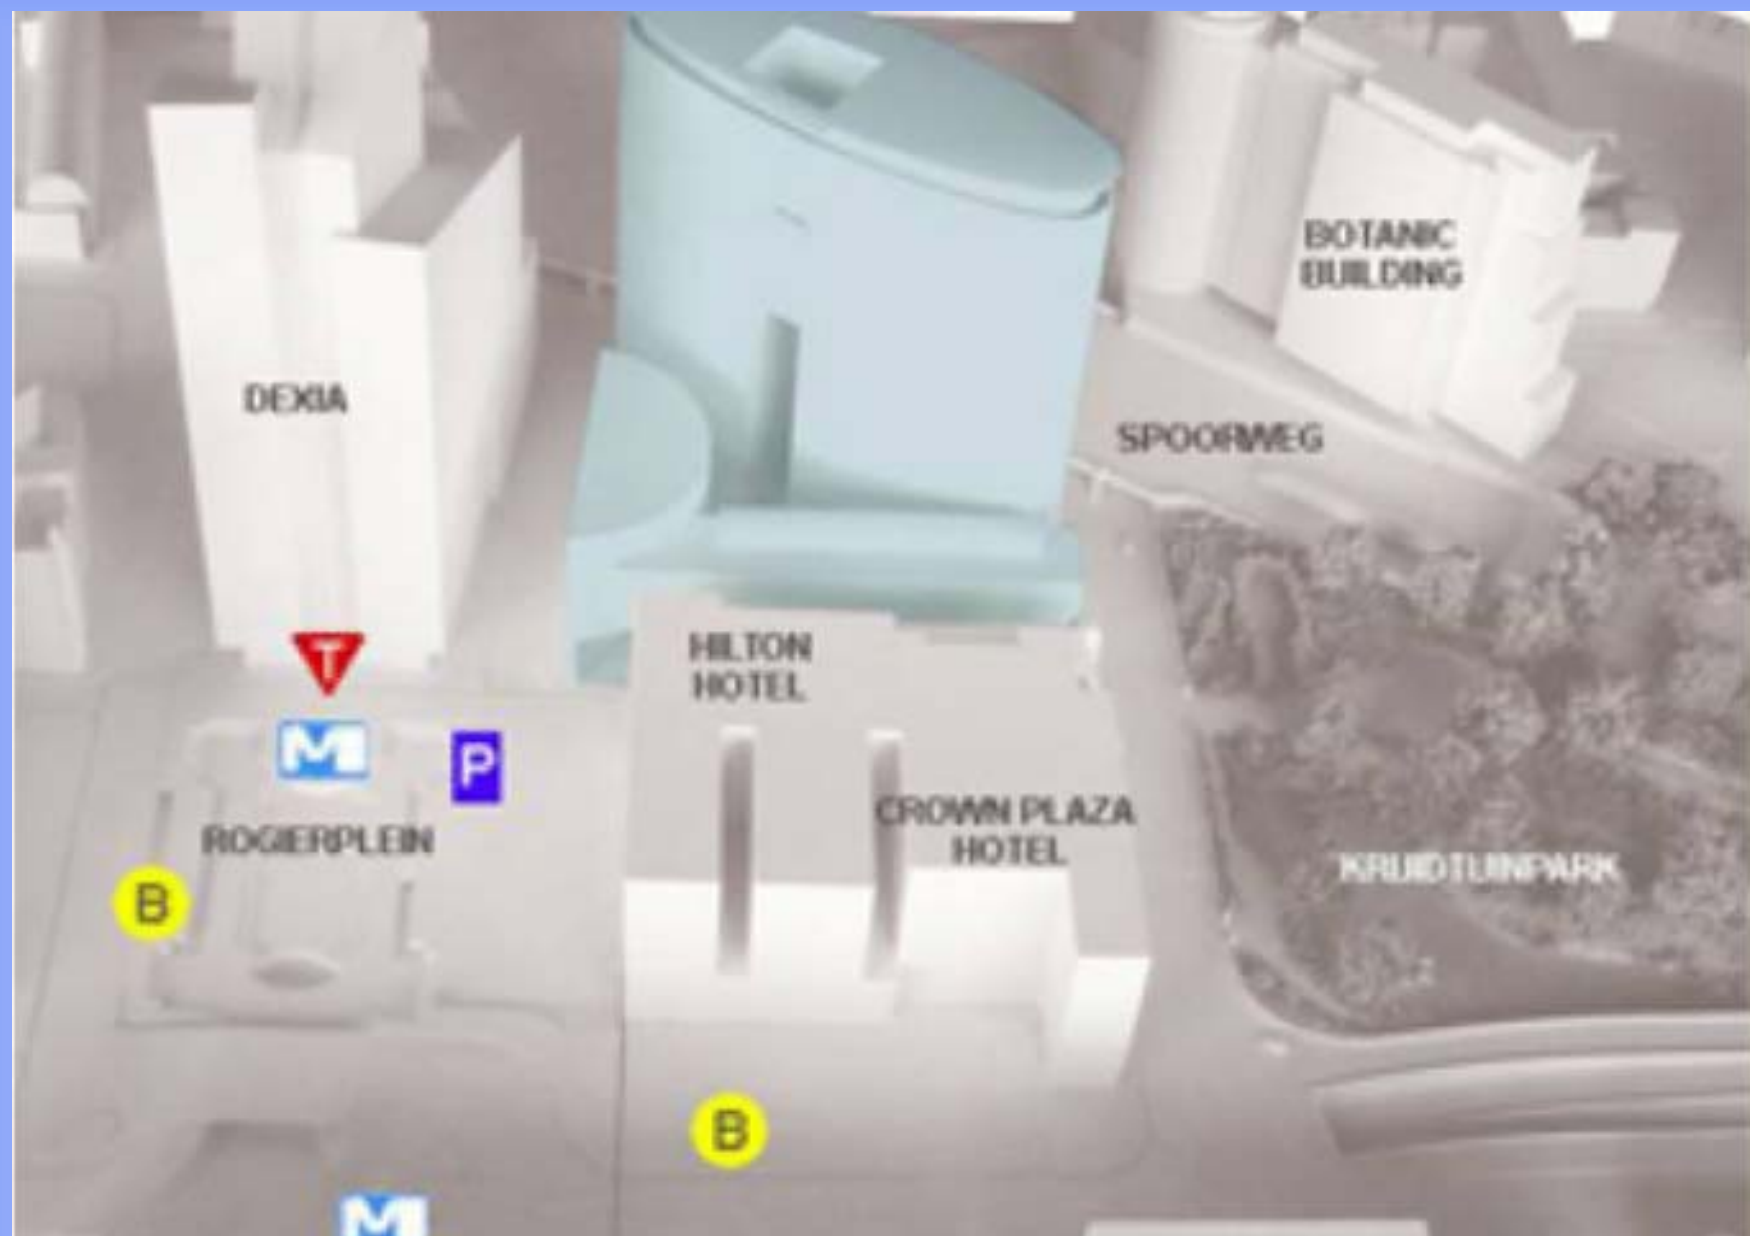 BOTANIC
BUILDING
DEXIA
SPOORWEG
HILTON
HOTEL
T
M
P
CROWN PLAZA
HOTEL
ROGIERPLEIN
KRUIDTUINPARK
B
B
M